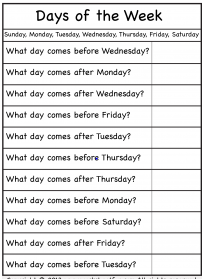 Days of the Week
Sunday, Monday, Tuesday, Wednesday, Thursday, Friday, Saturday
What day comes before Wednesday?
What day comes after Monday?
What day comes after Wednesday?
What day comes before Friday?
What day comes after Tuesday?
What day comes before Thursday?
What day comes after Thursday?
What day comes before Monday?
What day comes before Saturday?
What day comes after Friday?
What day comes before Tuesday?